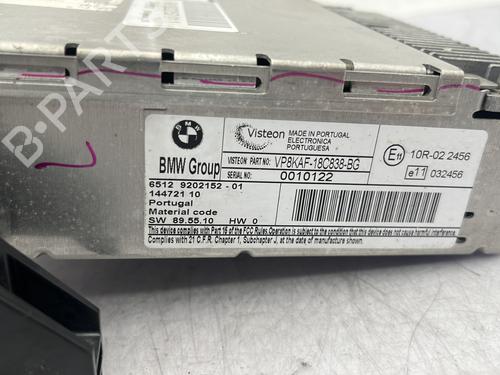 B-PARTS
BMW Group
Visteon
MADE IN PORTUGAL
ELECTRONICA
PORTUGUESA
VISTEON PART NO: VP8KAF-18C838-BG
SERIAL NO: 0010122
E11 10R-02 2456
e11 032456
6512 9202152 - 01
144721 10
Portugal
Material code
SW 89.55.10 HW 0
This device complies with part 15 of the FCC Rules.Operation is subject to the condition
that this device does not cause harmful interference.
Complies with 21 C.F.R. Chapter 1, Subchapter J, at the date of manufacture shown.